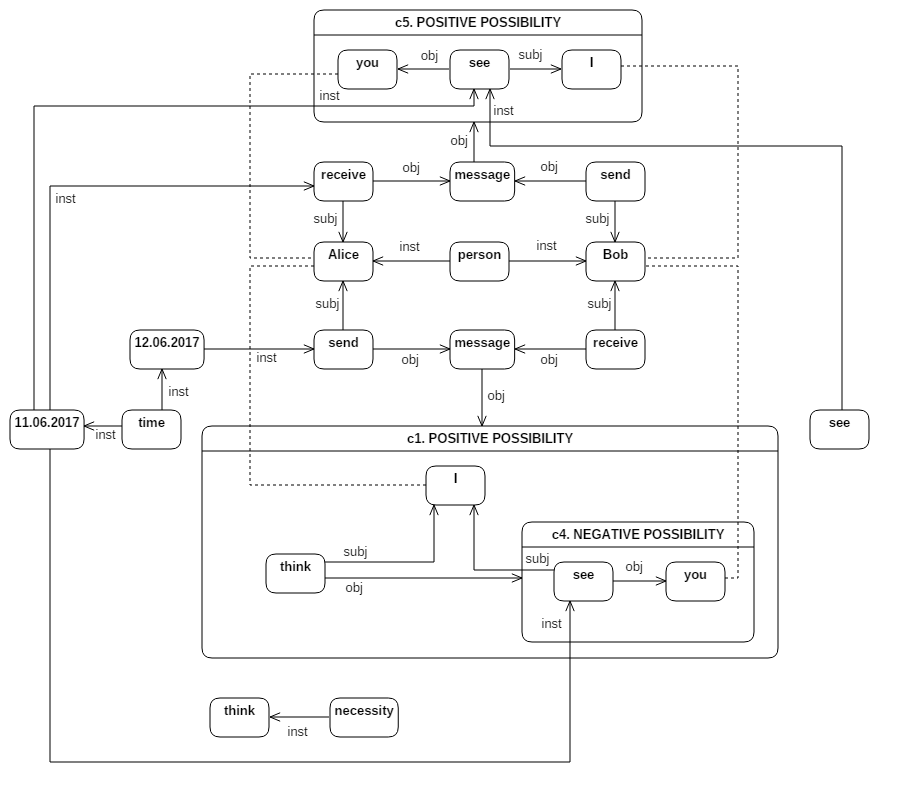 c5. POSITIVE POSSIBILITY
you
obj
see
subj
I
inst
inst
obj
receive
obj
message
obj
send
inst
subj
subj
Alice
inst
person
inst
Bob
subj
subj
12.06.2017
inst
send
obj
message
obj
receive
inst
obj
11.06.2017
inst
time
see
c1. POSITIVE POSSIBILITY
I
c4. NEGATIVE POSSIBILITY
subj
subj
think
obj
see
obj
you
inst
think
inst
necessity